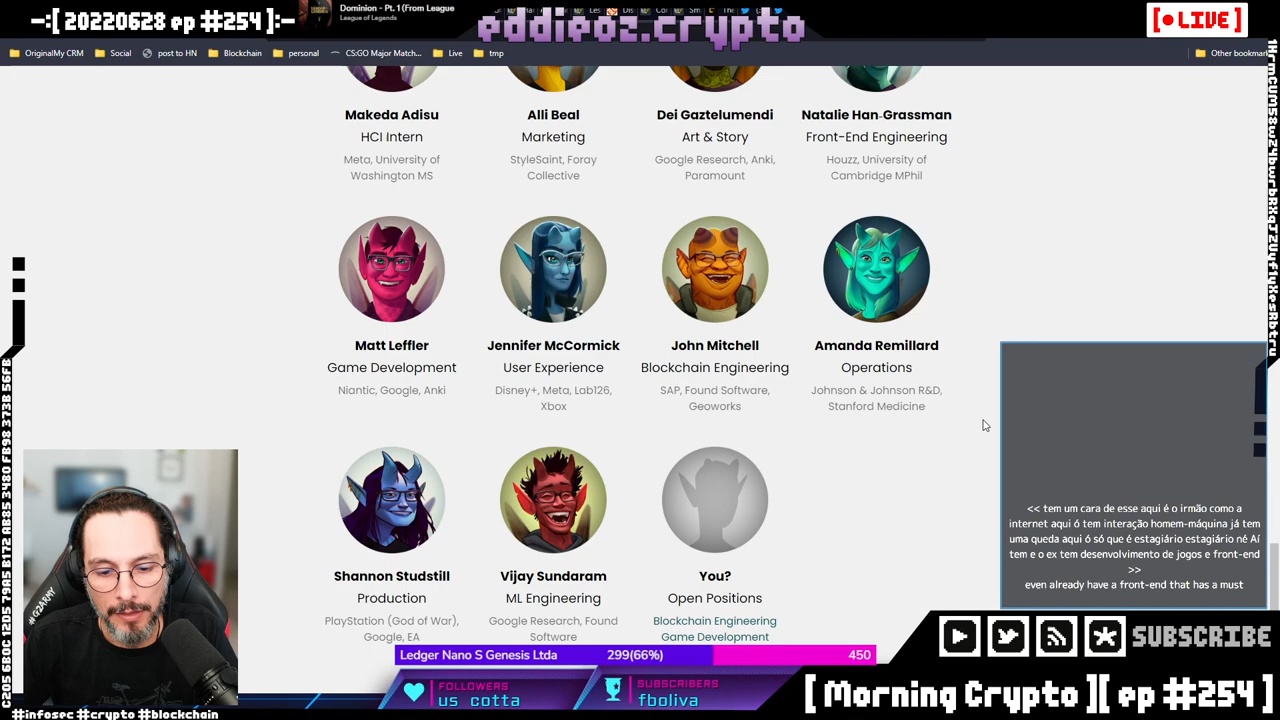 -:[ 20220628 ep #254 ]:-
Dominion - Pt. 1 (From League
League of Legends
eddieoz.crypto
[ LIVE ]
OriginalMy CRM
Social
post to HN
Blockchain
personal
CS:GO Major Match...
Live
tmp
Other bookmar
Makeda Adisu
HCI Intern
Meta, University of
Washington MS
Alli Beal
Marketing
StyleSaint, Foray
Collective
Dei Gaztelumendi
Art & Story
Google Research, Anki,
Paramount
Natalie Han-Grassman
Front-End Engineering
Houzz, University of
Cambridge MPhil
Matt Leffler
Game Development
Niantic, Google, Anki
Jennifer McCormick
User Experience
Disney+, Meta, Lab126,
Xbox
John Mitchell
Blockchain Engineering
SAP, Found Software,
Geoworks
Amanda Remillard
Operations
Johnson & Johnson R&D,
Stanford Medicine
Shannon Studstill
Production
PlayStation (God of War),
Google, EA
Vijay Sundaram
ML Engineering
Google Research, Found
Software
You?
Open Positions
Blockchain Engineering
Game Development
<< tem um cara de esse aqui é o irmão como a
internet aqui ó tem interação homem-máquina já tem
uma queda aqui ó só que é estagiário estagiário né Aí
tem e o ex tem desenvolvimento de jogos e front-end
>>
even already have a front-end that has a must
#G2ARMY
Ledger Nano S Genesis Ltda 299(66%) 450
FOLLOWERS
us cotta
SUBSCRIBERS
fboliva
SUBSCRIBE
[ Morning Crypto ][ ep #254 ]
#infosec #crypto #blockchain